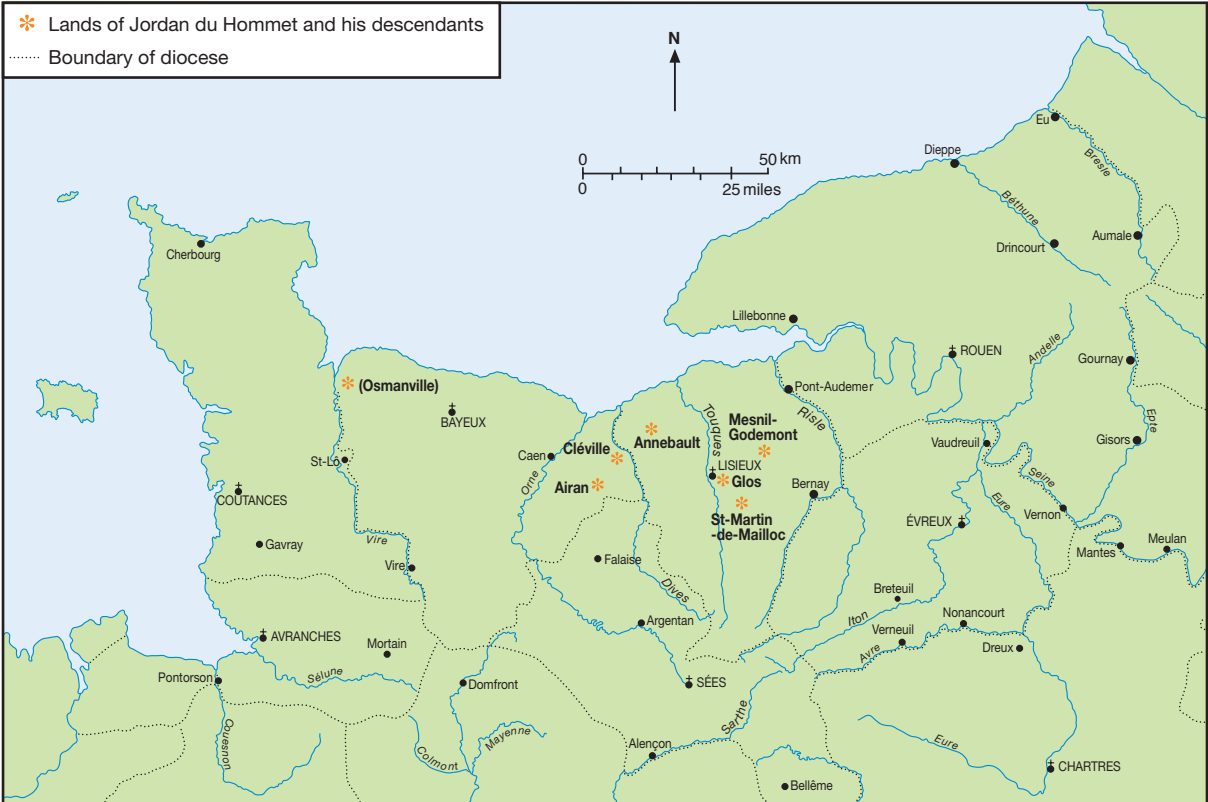 Lands of Jordan du Hommet and his descendants
Boundary of diocese
N
0 50 km
0 25 miles
Eu
Dieppe
Bresle
Béthune
Aumale
Drincourt
Cherbourg
Lillebonne
ROUEN
Andelle
Gournay
(Osmanville)
BAYEUX
Pont-Audemer
Risle
Touques
Mesnil-
Godemont
Annebault
Epte
Gisors
Vaudreuil
Caen
Cléville
St-Lô
LISIEUX
Glos
Orne
Airan
Bernay
Seine
COUTANCES
Eure
Vernon
St-Martin
-de-Mailloc
ÉVREUX
Gavray
Vire
Mantes
Meulan
Vire
Falaise
Dives
Breteuil
Iton
Nonancourt
Argentan
Verneuil
AVRANCHES
Mortain
Avre
Dreux
Sélune
Pontorson
Domfront
SÉES
Sarthe
Couesnon
Colmont
Mayenne
Alençon
Eure
CHARTRES
Bellême